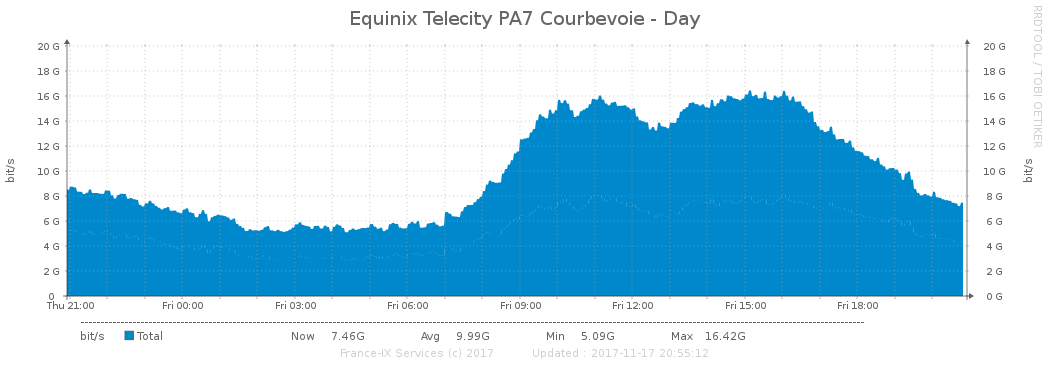 Equinix Telecity PA7 Courbevoie - Day
RRDTOOL / TOBI OETIKER
20 G 20 G
18 G 18 G
16 G 16 G
14 G 14 G
12 G 12 G
10 G 10 G
8 G 8 G
6 G 6 G
4 G 4 G
2 G 2 G
0 0 G
bit/s
bit/s
Thu 21:00 Fri 00:00 Fri 03:00 Fri 06:00 Fri 09:00 Fri 12:00 Fri 15:00 Fri 18:00
bit/s Total Now 7.46G Avg 9.99G Min 5.09G Max 16.42G
France-IX Services (c) 2017 Updated : 2017-11-17 20:55:12